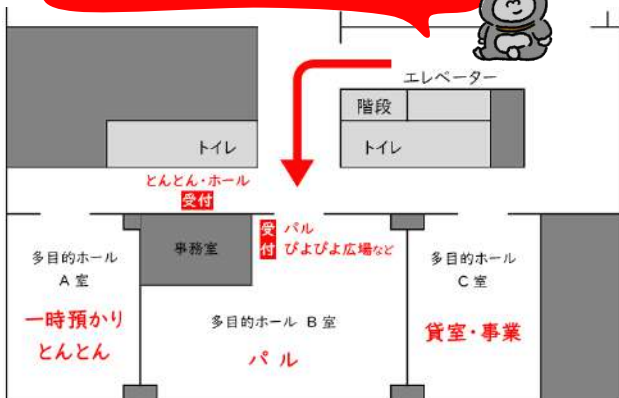 エレベーター
階段
トイレ
トイレ
とんとん・ホール
受付
受付
パル
ぴよぴよ広場など
事務室
多目的ホール
A 室
一時預かり
とんとん
多目的ホール B 室
パル
多目的ホール
C 室
貸室・事業